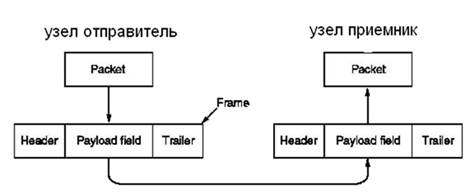 узел отправитель
узел приемник
Packet
Packet
Frame
Header Payload field Trailer
Header Payload field Trailer